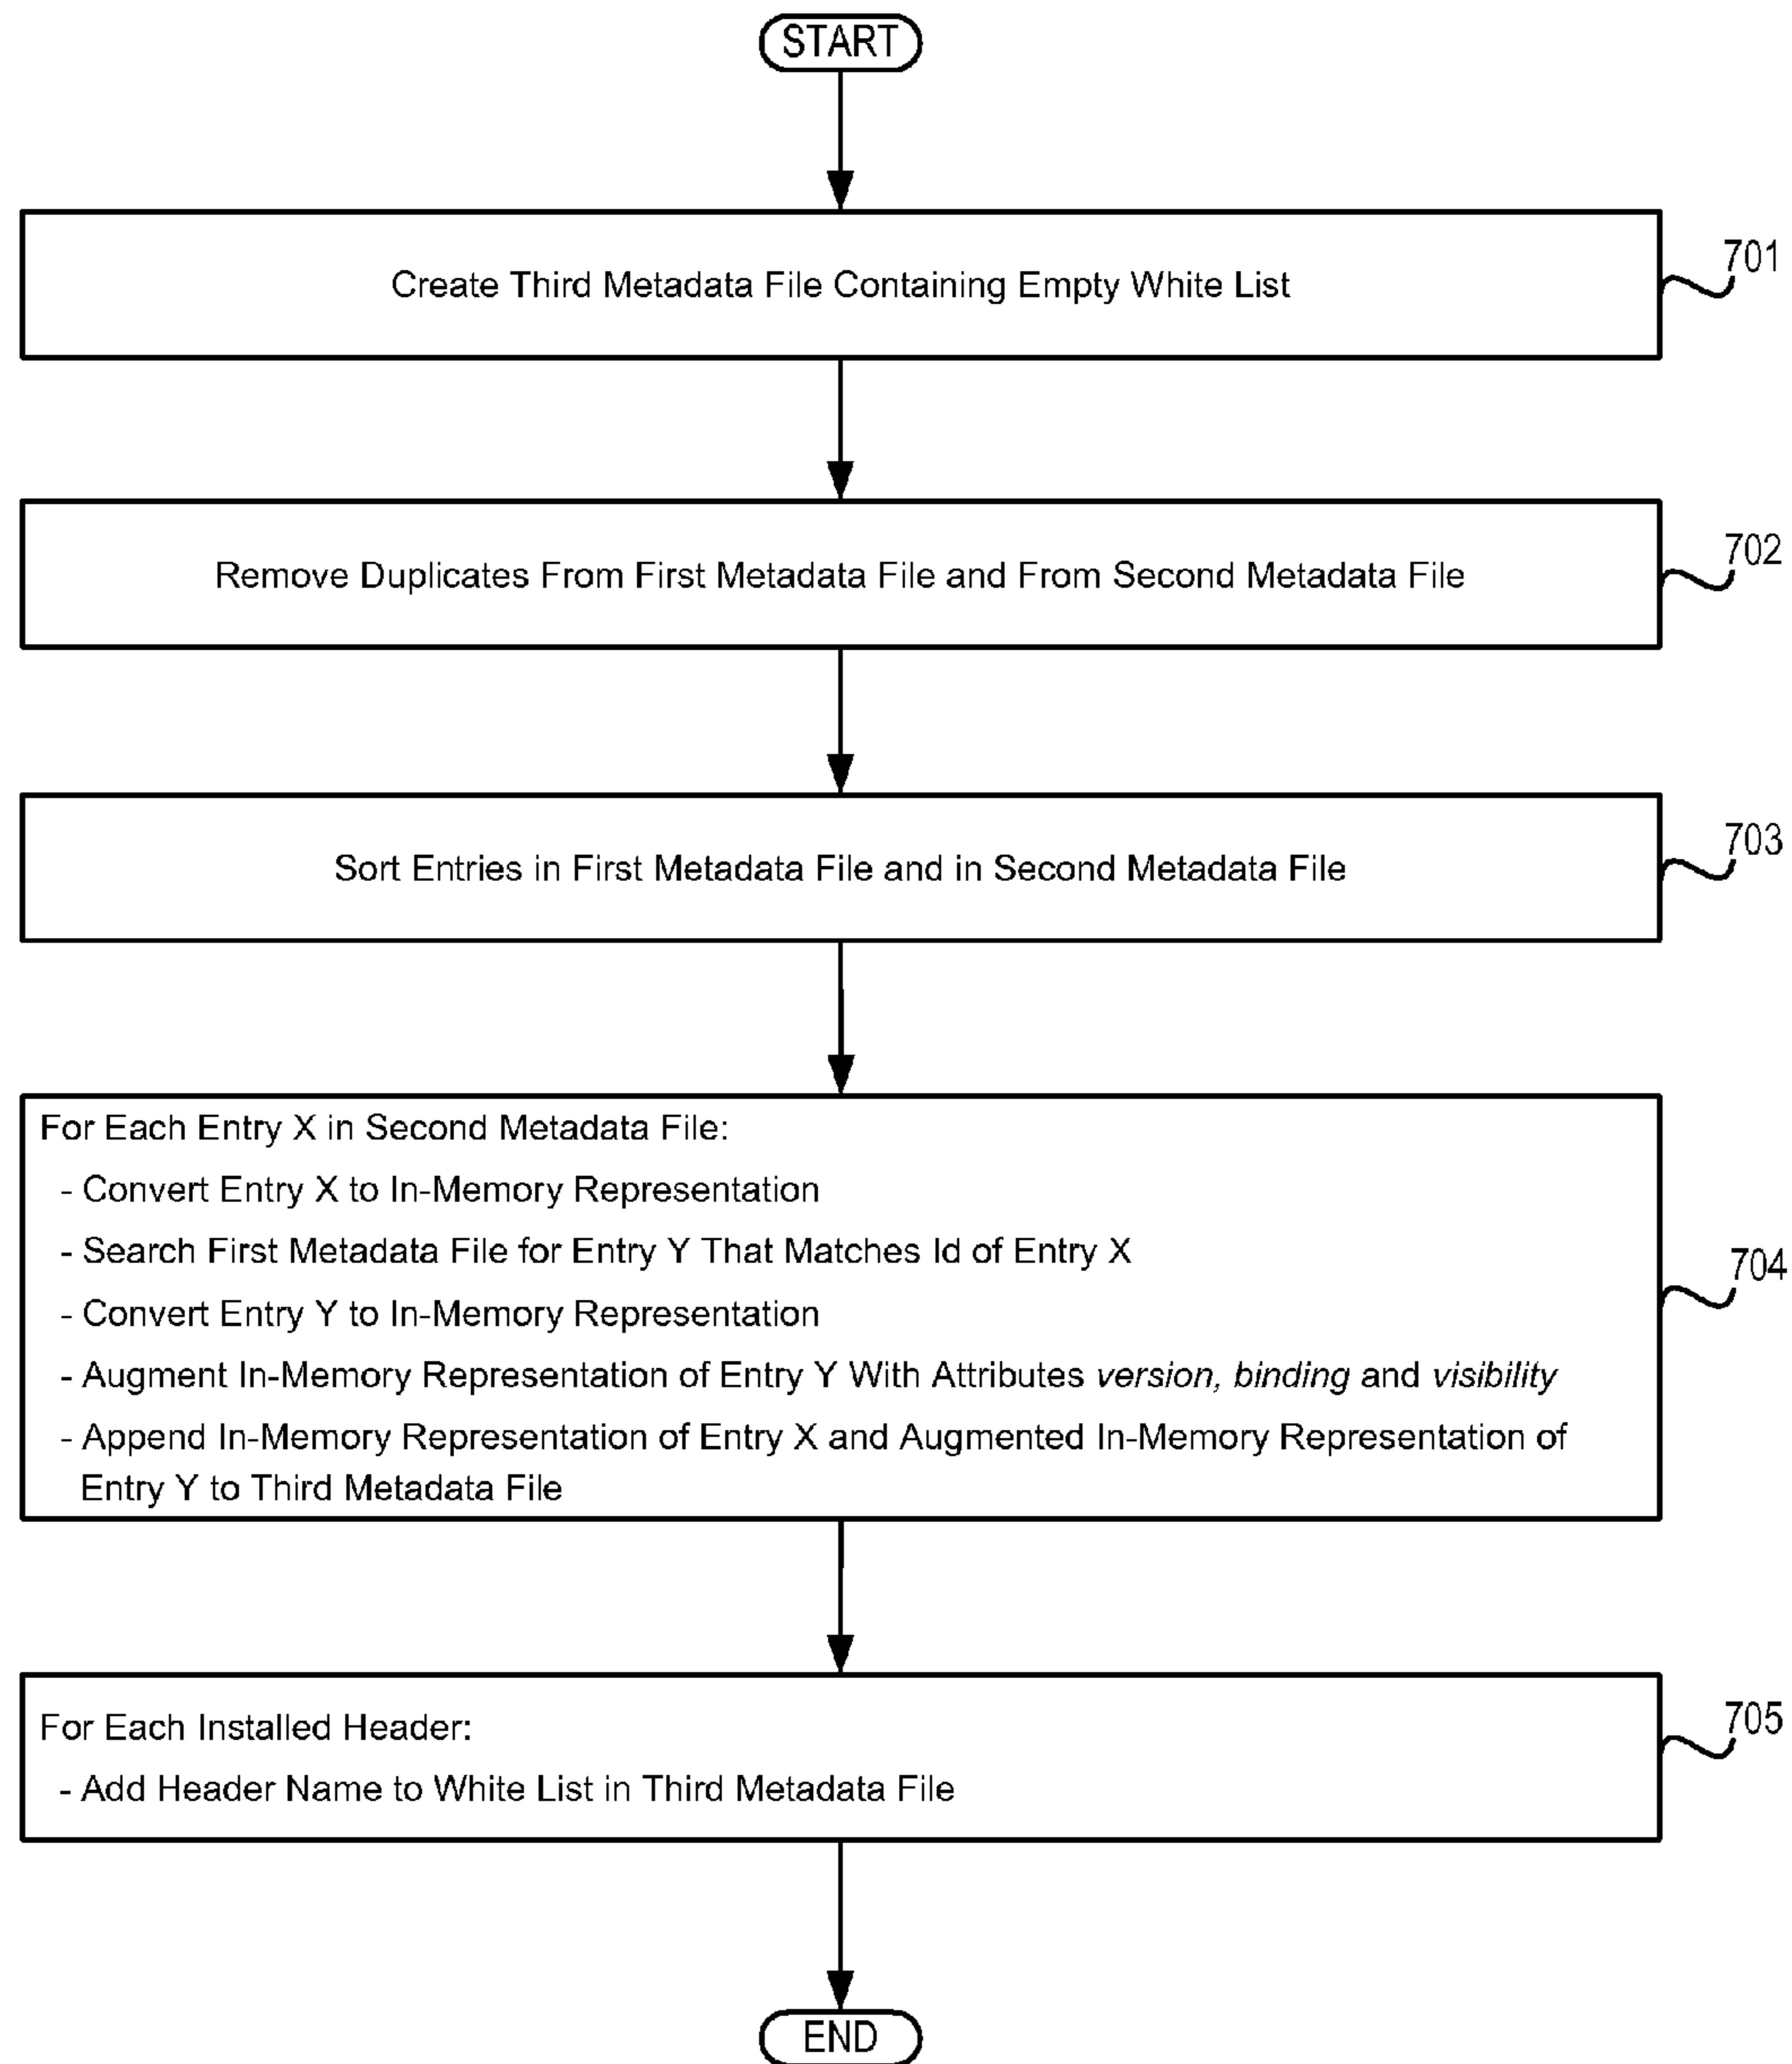 START
Create Third Metadata File Containing Empty White List
701
Remove Duplicates From First Metadata File and From Second Metadata File
702
Sort Entries in First Metadata File and in Second Metadata File
703
For Each Entry X in Second Metadata File:
- Convert Entry X to In-Memory Representation
- Search First Metadata File for Entry Y That Matches Id of Entry X
- Convert Entry Y to In-Memory Representation
- Augment In-Memory Representation of Entry Y With Attributes version, binding and visibility
- Append In-Memory Representation of Entry X and Augmented In-Memory Representation of
Entry Y to Third Metadata File
704
For Each Installed Header:
- Add Header Name to White List in Third Metadata File
705
END